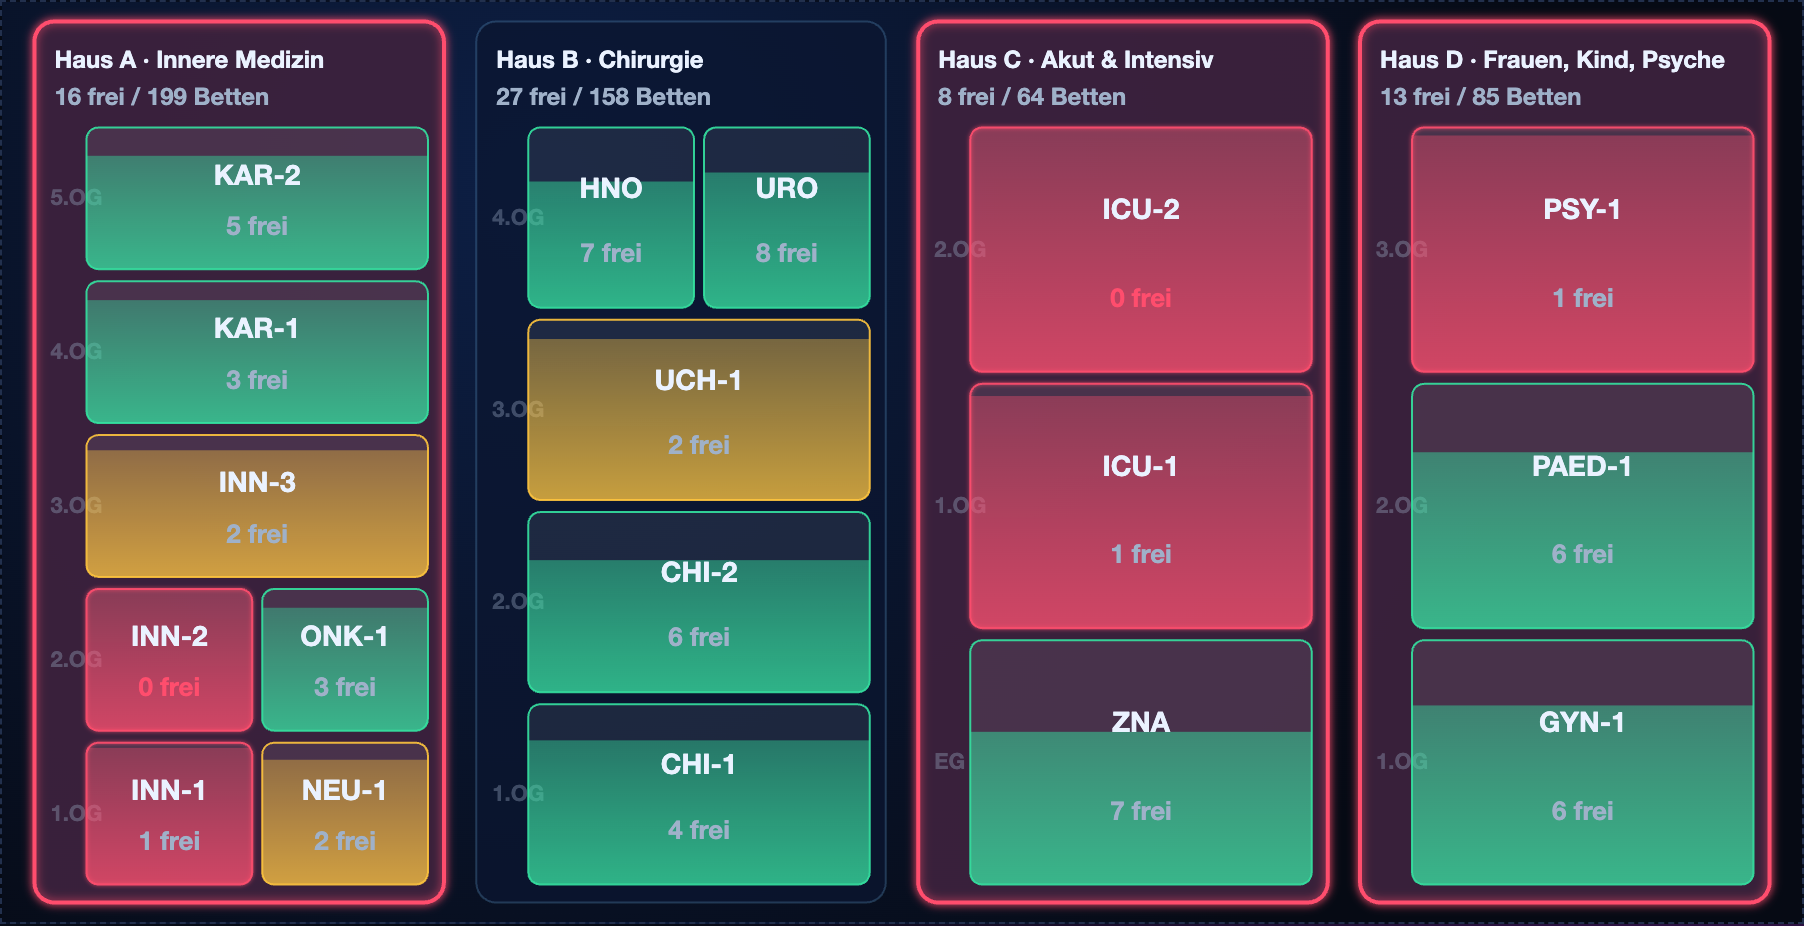 Haus A · Innere Medizin
16 frei / 199 Betten
5.OG
KAR-2
5 frei
4.OG
KAR-1
3 frei
3.OG
INN-3
2 frei
2.OG
INN-2
0 frei
ONK-1
3 frei
1.OG
INN-1
1 frei
NEU-1
2 frei
Haus B · Chirurgie
27 frei / 158 Betten
4.OG
HNO
7 frei
URO
8 frei
3.OG
UCH-1
2 frei
2.OG
CHI-2
6 frei
1.OG
CHI-1
4 frei
Haus C · Akut & Intensiv
8 frei / 64 Betten
2.OG
ICU-2
0 frei
1.OG
ICU-1
1 frei
EG
ZNA
7 frei
Haus D · Frauen, Kind, Psyche
13 frei / 85 Betten
3.OG
PSY-1
1 frei
2.OG
PAED-1
6 frei
1.OG
GYN-1
6 frei